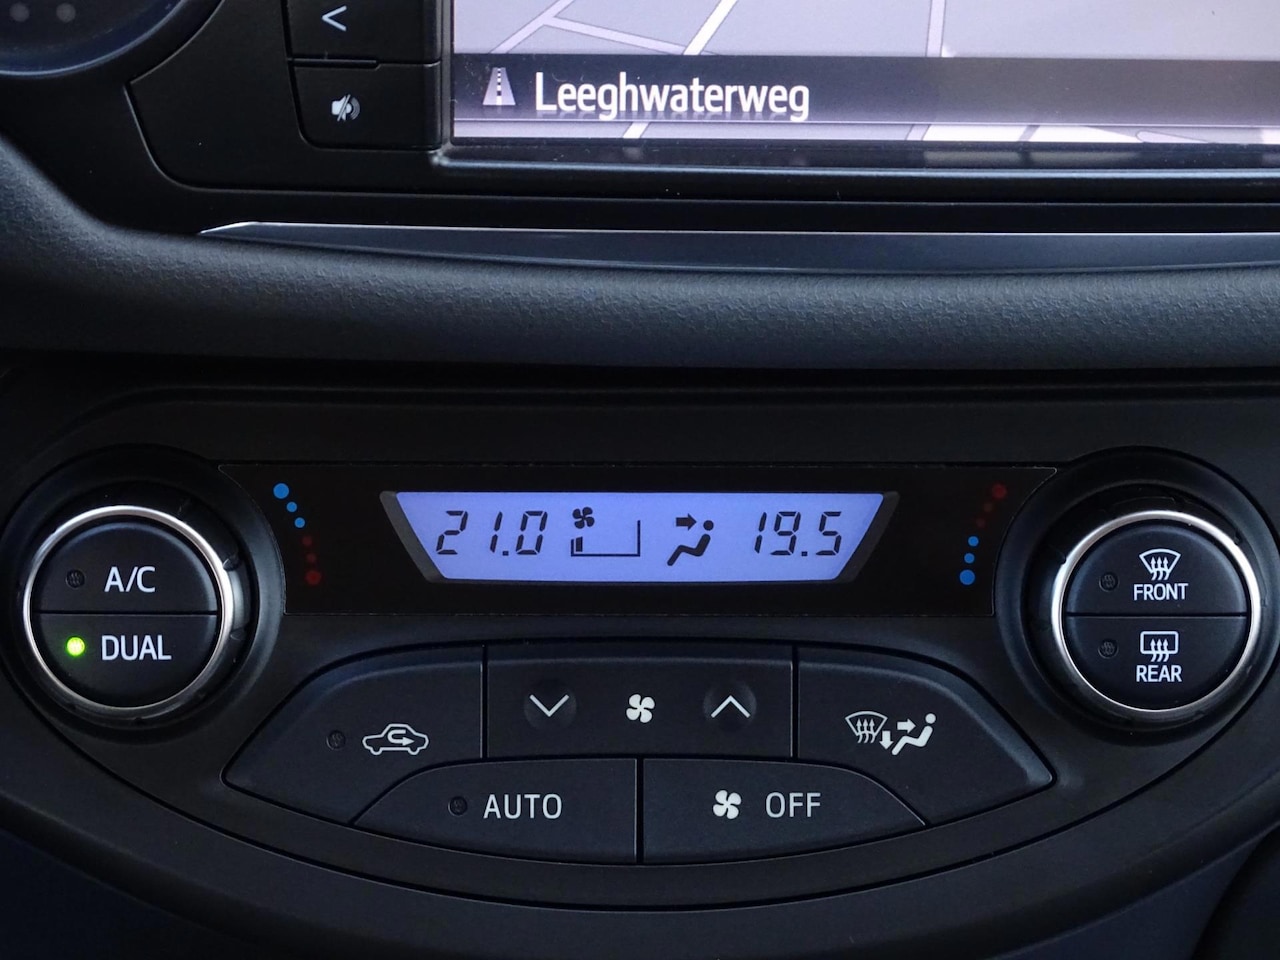 <
Leeghwaterweg
21.0 19.5
A/C
DUAL
FRONT
REAR
AUTO
OFF